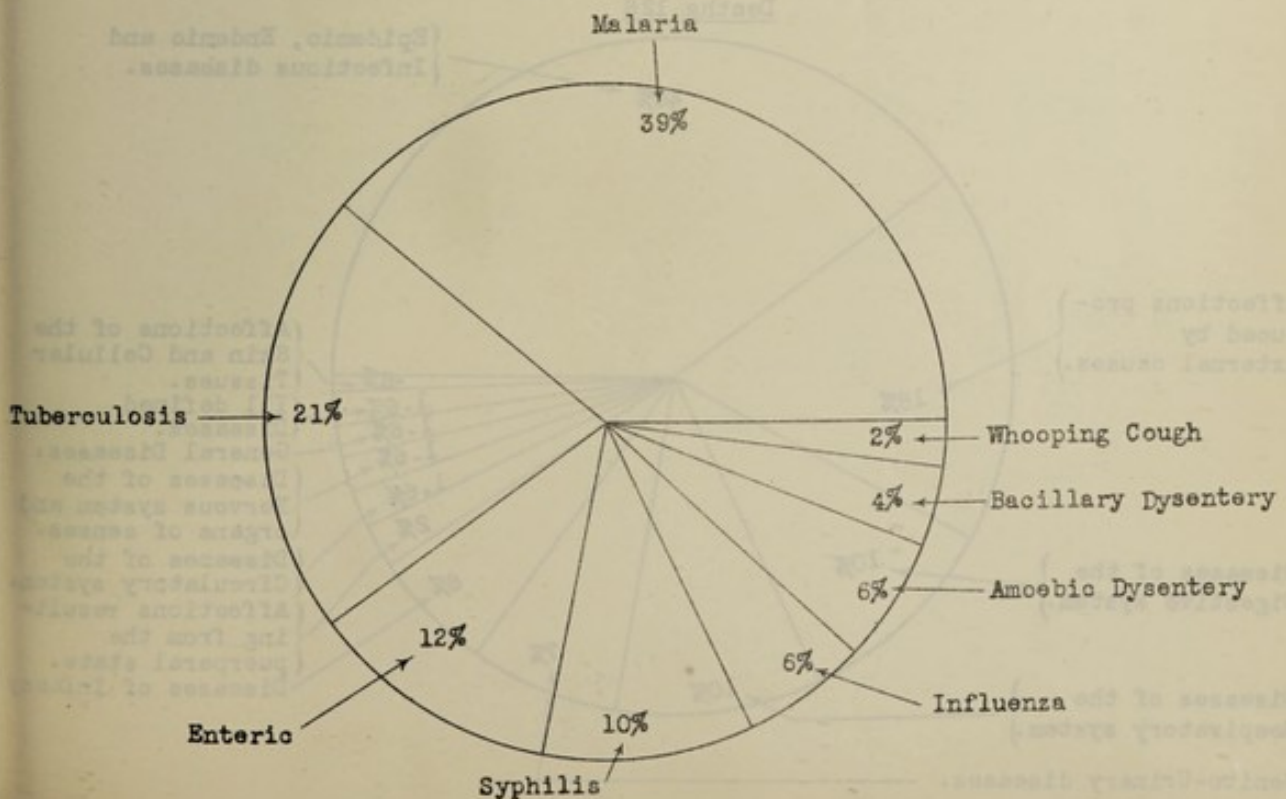 Malaria
39%
Tuberculosis 21%
2% Whooping Cough
4% Bacillary Dysentery
6% Amoebic Dysentery
12%
6%
Influenza
Enteric
10%
Syphilis